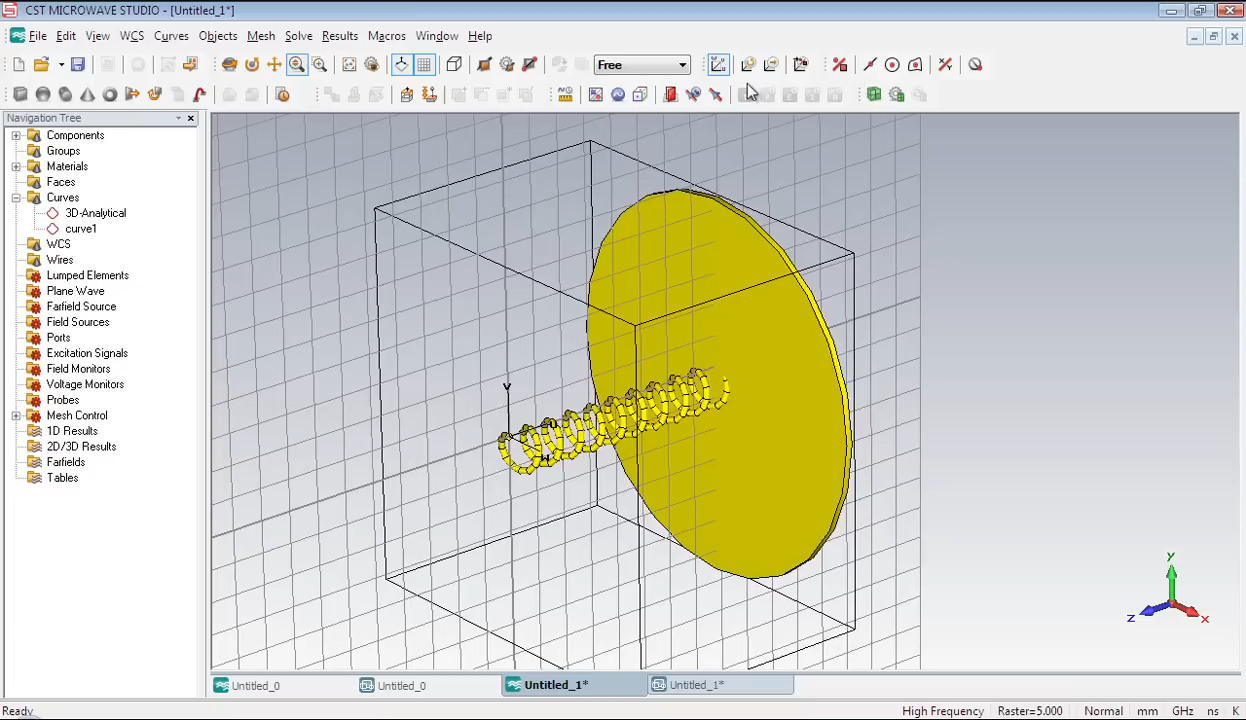 CST MICROWAVE STUDIO - [Untitled_1*]
File Edit View WCS Curves Objects Mesh Solve Results Macros Window Help
Free
Navigation Tree
Components
Groups
Materials
Faces
Curves
3D-Analytical
curve1
WCS
Wires
Lumped Elements
Plane Wave
Farfield Source
Field Sources
Ports
Excitation Signals
Field Monitors
Voltage Monitors
Probes
Mesh Control
1D Results
2D/3D Results
Farfields
Tables
V
U
W
Y
Z
X
Untitled_0 Untitled_0 Untitled_1* Untitled_1*
Ready High Frequency Raster=5.000 Normal mm GHz ns K